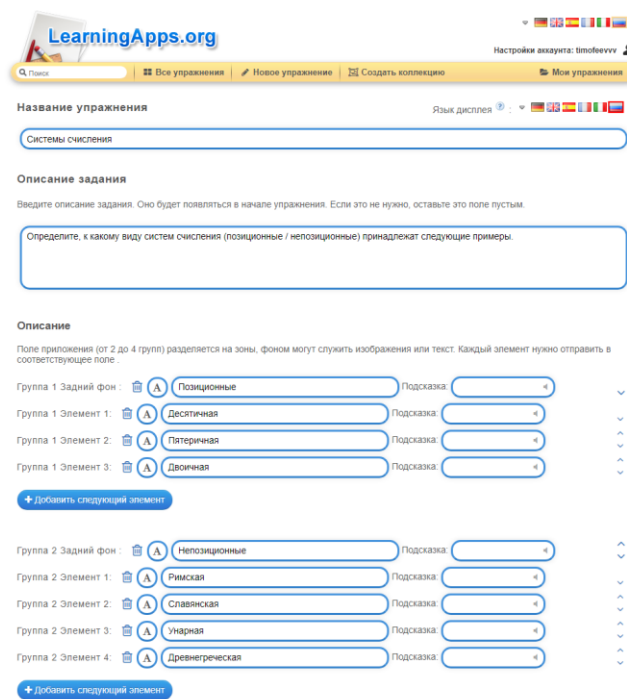 LearningApps.org
Настройки аккаунта: timofeevvv
Поиск
Все упражнения
Новое упражнение
Создать коллекцию
Мои упражнения
Название упражнения
Язык дисплея ? :
Системы счисления
Описание задания
Введите описание задания. Оно будет появляться в начале упражнения. Если это не нужно, оставьте это поле пустым.
Определите, к какому виду систем счисления (позиционные / непозиционные) принадлежат следующие примеры.
Описание
Поле приложения (от 2 до 4 групп) разделяется на зоны, фоном могут служить изображения или текст. Каждый элемент нужно отправить в
соответствующее поле .
Группа 1 Задний фон : A Позиционные Подсказка:
Группа 1 Элемент 1: A Десятичная Подсказка:
Группа 1 Элемент 2: A Пятеричная Подсказка:
Группа 1 Элемент 3: A Двоичная Подсказка:
+ Добавить следующий элемент
Группа 2 Задний фон : A Непозиционные Подсказка:
Группа 2 Элемент 1: A Римская Подсказка:
Группа 2 Элемент 2: A Славянская Подсказка:
Группа 2 Элемент 3: A Унарная Подсказка:
Группа 2 Элемент 4: A Древнегреческая Подсказка:
+ Добавить следующий элемент